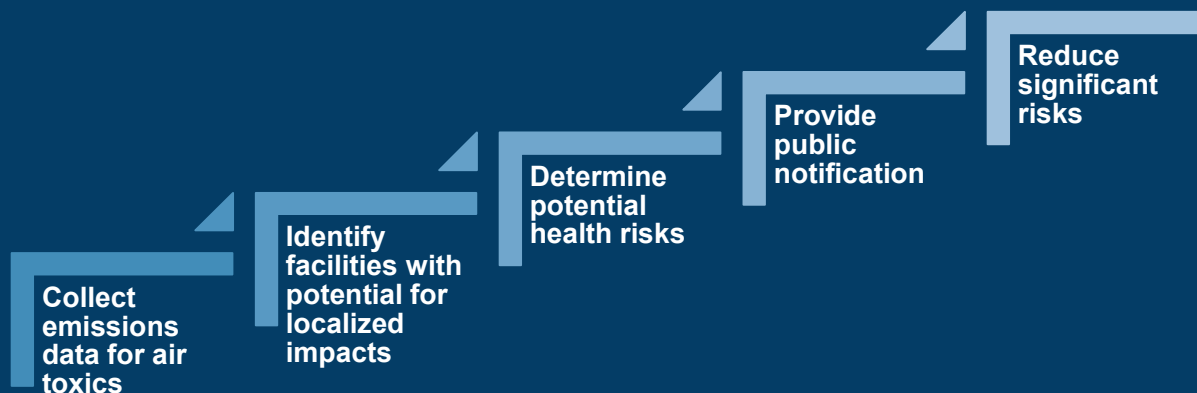 Collect
emissions
data for air
toxics
Identify
facilities with
potential for
localized
impacts
Determine
potential
health risks
Provide
public
notification
Reduce
significant
risks